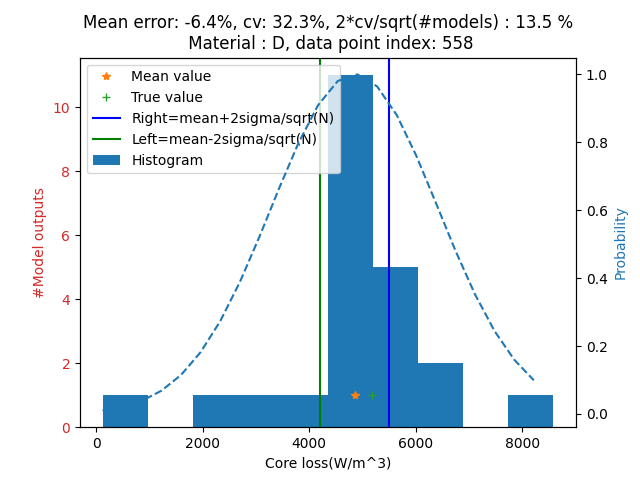 Mean error: -6.4%, cv: 32.3%, 2*cv/sqrt(#models) : 13.5 %
Material : D, data point index: 558
Mean value
True value
Right=mean+2sigma/sqrt(N)
Left=mean-2sigma/sqrt(N)
Histogram
#Model outputs
0
2
4
6
8
10
Probability
0.0
0.2
0.4
0.6
0.8
1.0
0
2000
4000
6000
8000
Core loss(W/m^3)